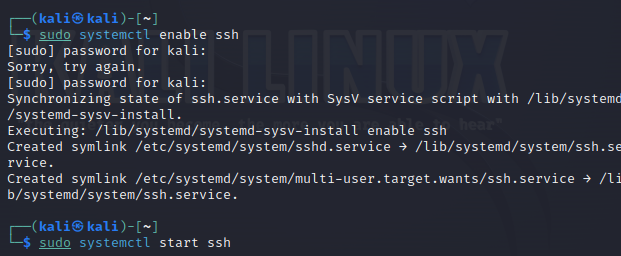 ┌──(kali㉿kali)-[~]
└─$ sudo systemctl enable ssh
[sudo] password for kali:
Sorry, try again.
[sudo] password for kali:
Synchronizing state of ssh.service with SysV service script with /lib/systemd
/systemd-sysv-install.
Executing: /lib/systemd/systemd-sysv-install enable ssh
Created symlink /etc/systemd/system/sshd.service → /lib/systemd/system/ssh.se
rvice.
Created symlink /etc/systemd/system/multi-user.target.wants/ssh.service → /li
b/systemd/system/ssh.service.
┌──(kali㉿kali)-[~]
└─$ sudo systemctl start ssh